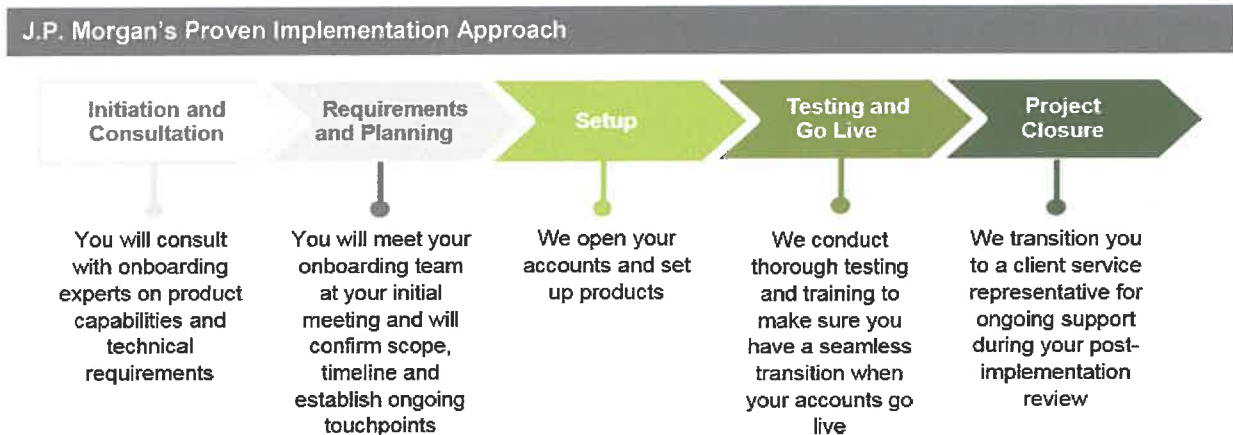 J.P. Morgan's Proven Implementation Approach
Initiation and
Consultation
Requirements
and Planning
Setup
Testing and
Go Live
Project
Closure
You will consult
with onboarding
experts on product
capabilities and
technical
requirements
You will meet your
onboarding team
at your initial
meeting and will
confirm scope,
timeline and
establish ongoing
touchpoints
We open your
accounts and set
up products
We conduct
thorough testing
and training to
make sure you
have a seamless
transition when
your accounts go
live
We transition you
to a client service
representative for
ongoing support
during your post-
implementation
review